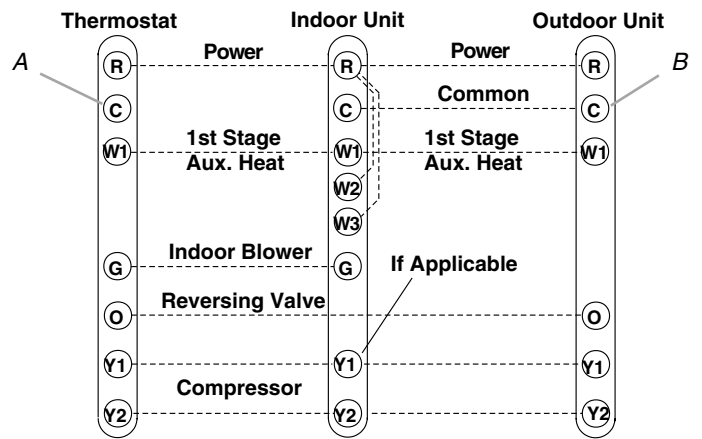 Thermostat Indoor Unit Outdoor Unit
A R Power R Power R B
C C Common C
W1 1st Stage Aux. Heat W1 1st Stage Aux. Heat W1
W2
W3
G Indoor Blower G If Applicable
O Reversing Valve O
Y1 Y1 Y1
Compressor
Y2 Y2 Y2